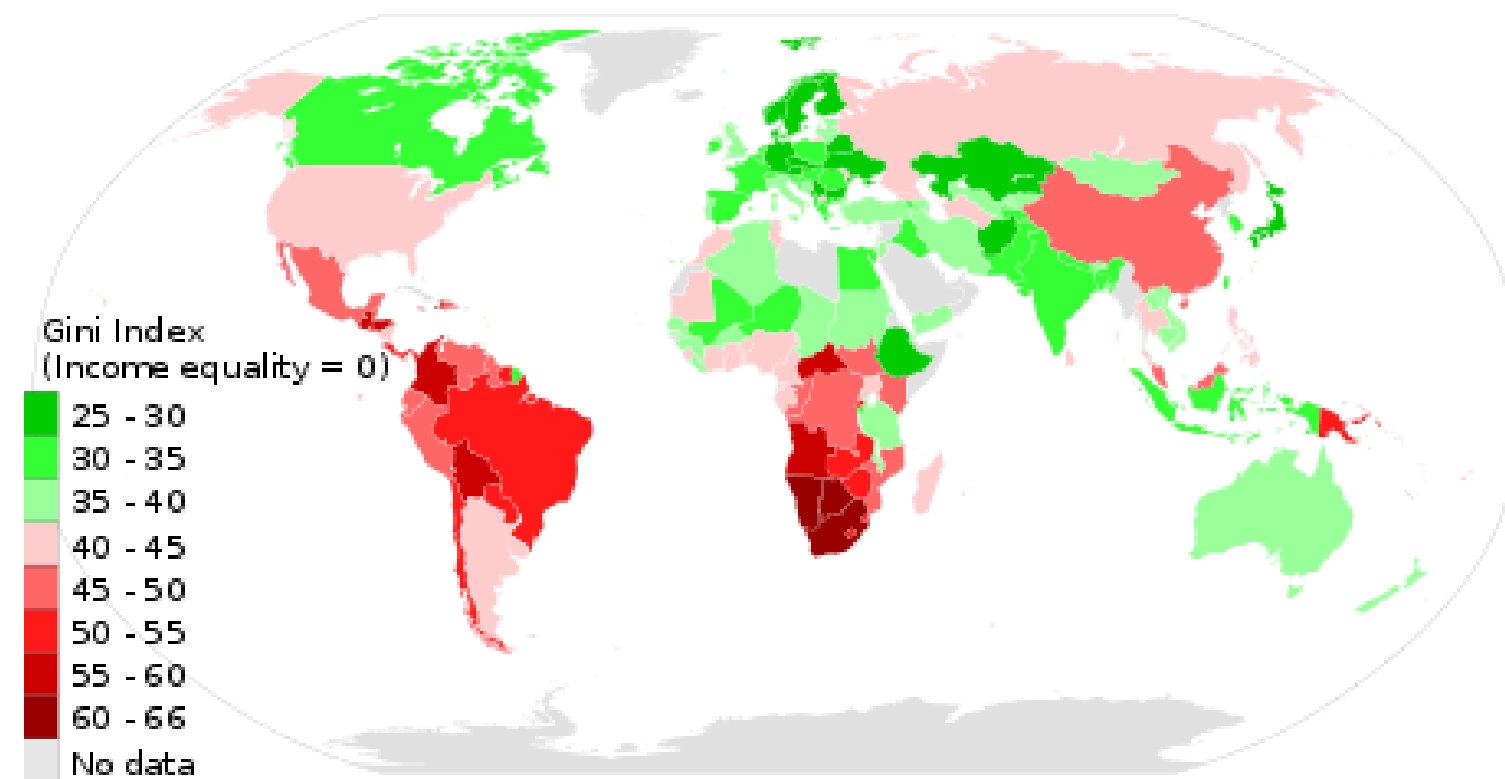 Gini Index
(Income equality = 0)
25 - 30
30 - 35
35 - 40
40 - 45
45 - 50
50 - 55
55 - 60
60 - 66
No data